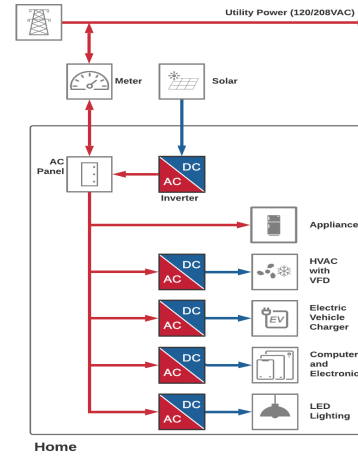 Utility Power (120/208VAC)
Meter
Solar
AC
Panel
DC
AC
Inverter
Appliance
DC
AC
HVAC
with
VFD
DC
AC
EV
Electric
Vehicle
Charger
DC
AC
Computer
and
Electronic
DC
AC
LED
Lighting
Home